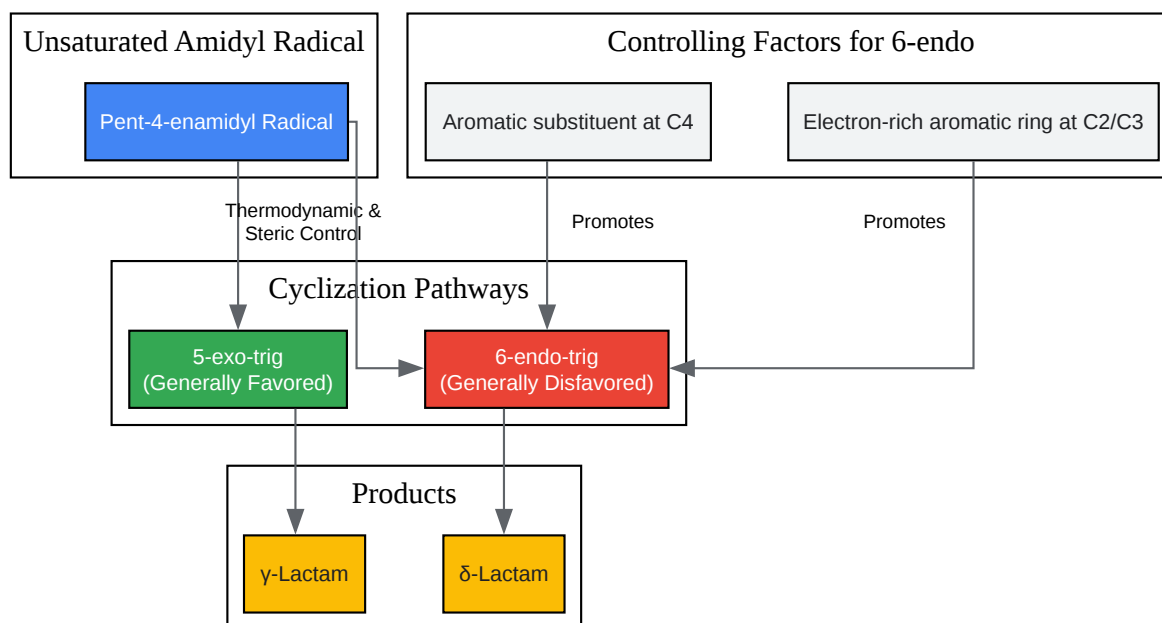 Unsaturated Amidyl Radical
Controlling Factors for 6-endo
Pent-4-enamidyl Radical
Aromatic substituent at C4
Electron-rich aromatic ring at C2/C3
Thermodynamic &
Steric Control
Promotes
Promotes
Cyclization Pathways
5-exo-trig
(Generally Favored)
6-endo-trig
(Generally Disfavored)
Products
γ-Lactam
δ-Lactam